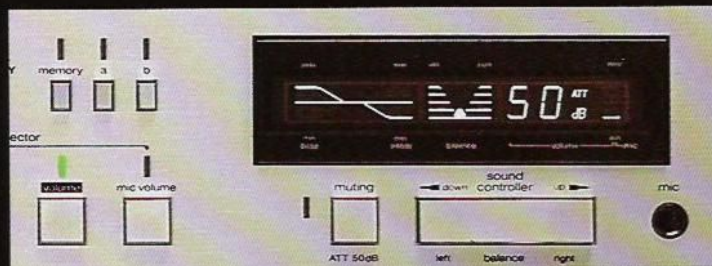 memory a b
50 ATT dB
bass treble balance volume mic
ector
volume mic volume
muting
sound controller
down up
mic
ATT 50dB
left balance right